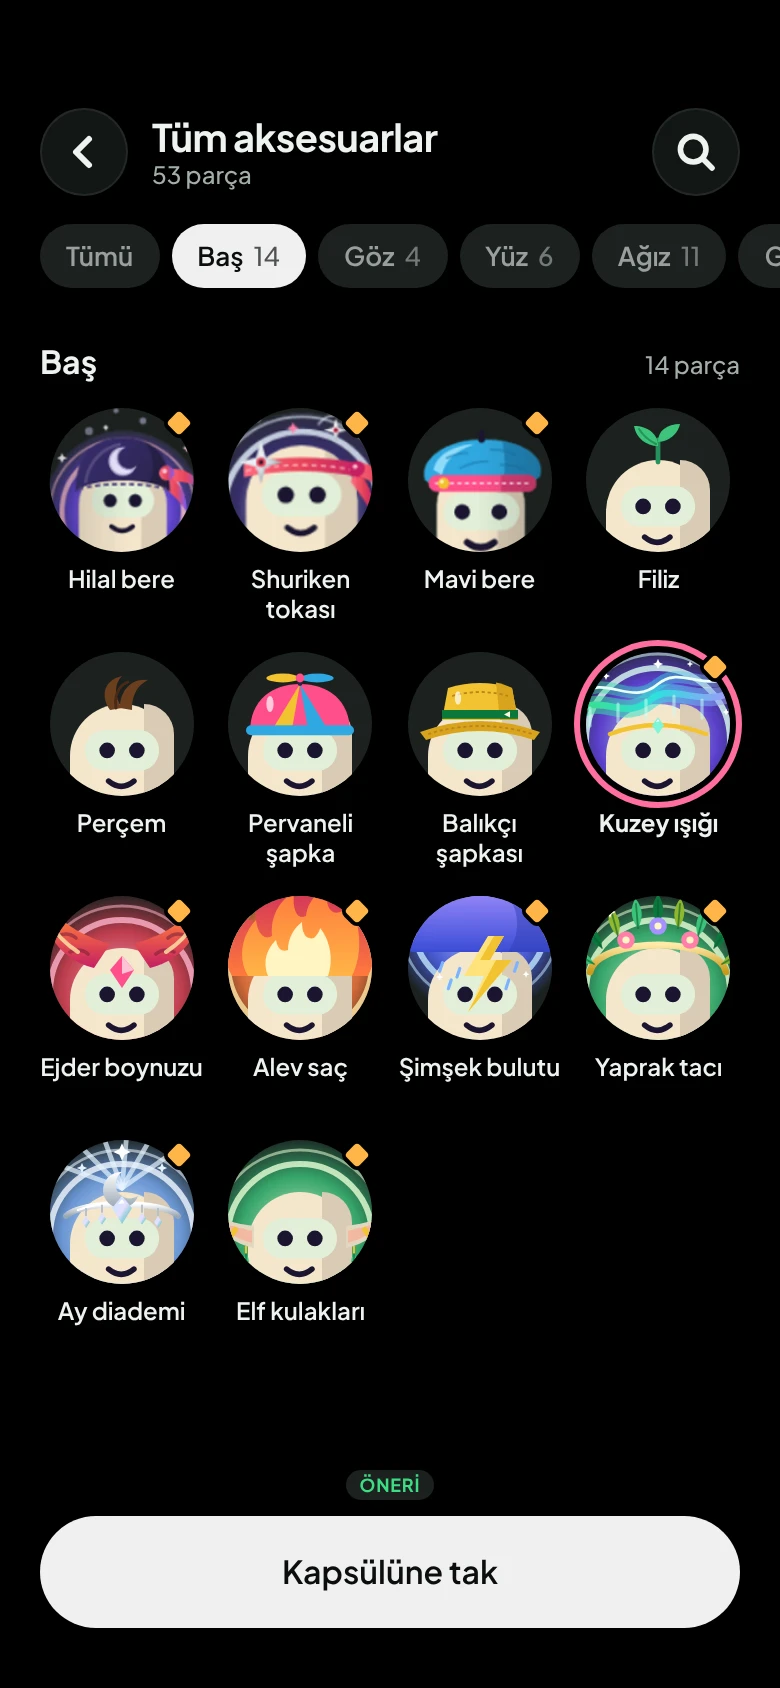 Tüm aksesuarlar
53 parça
Tümü
Baş 14
Göz 4
Yüz 6
Ağız 11
Baş
14 parça
Hilal bere
Shuriken
tokası
Mavi bere
Filiz
Perçem
Pervaneli
şapka
Balıkçı
şapkası
Kuzey ışığı
Ejder boynuzu
Alev saç
Şimşek bulutu
Yaprak tacı
Ay diademi
Elf kulakları
ÖNERİ
Kapsülüne tak